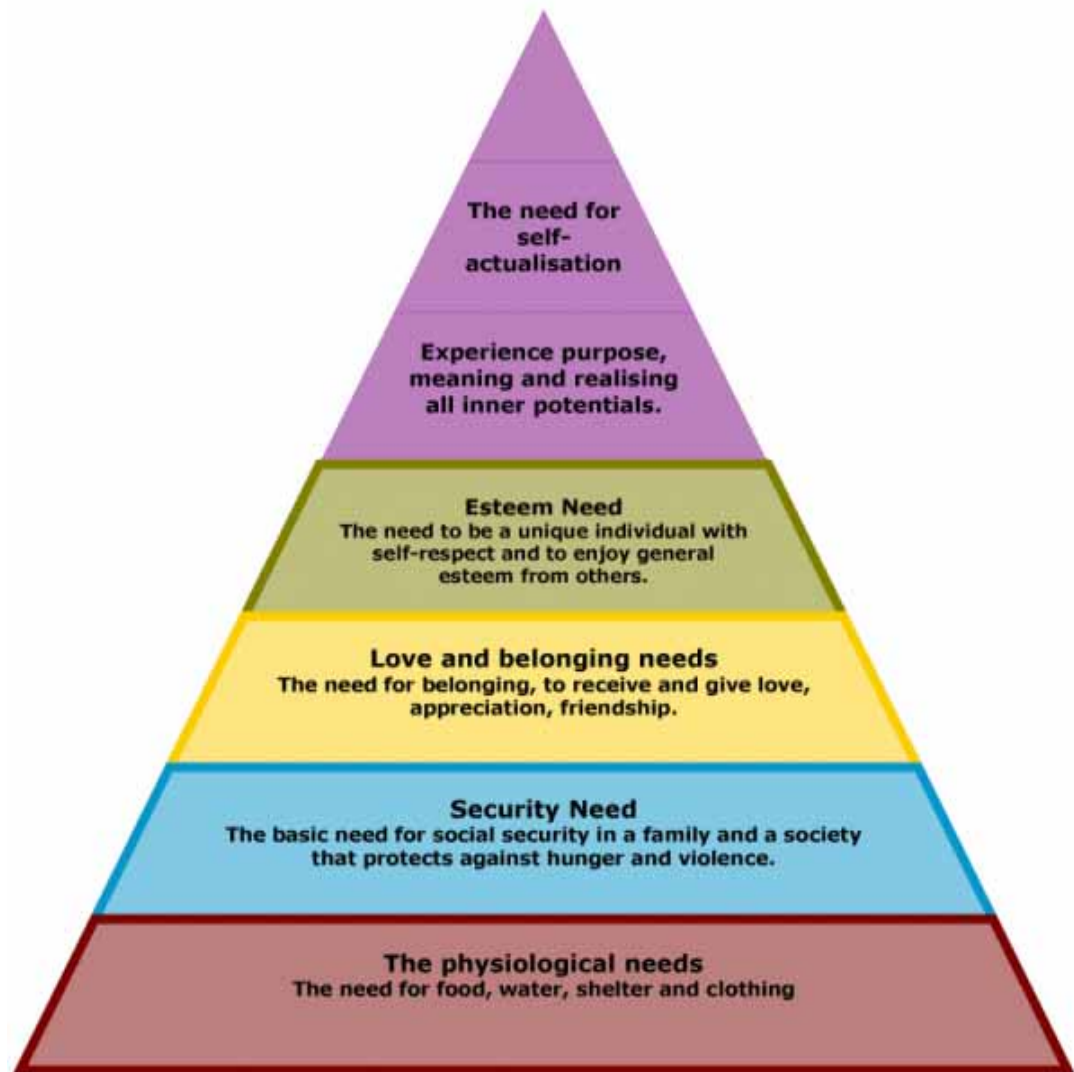 The need for
self-
actualisation
Experience purpose,
meaning and realising
all inner potentials.
Esteem Need
The need to be a unique individual with
self-respect and to enjoy general
esteem from others.
Love and belonging needs
The need for belonging, to receive and give love,
appreciation, friendship.
Security Need
The basic need for social security in a family and a society
that protects against hunger and violence.
The physiological needs
The need for food, water, shelter and clothing